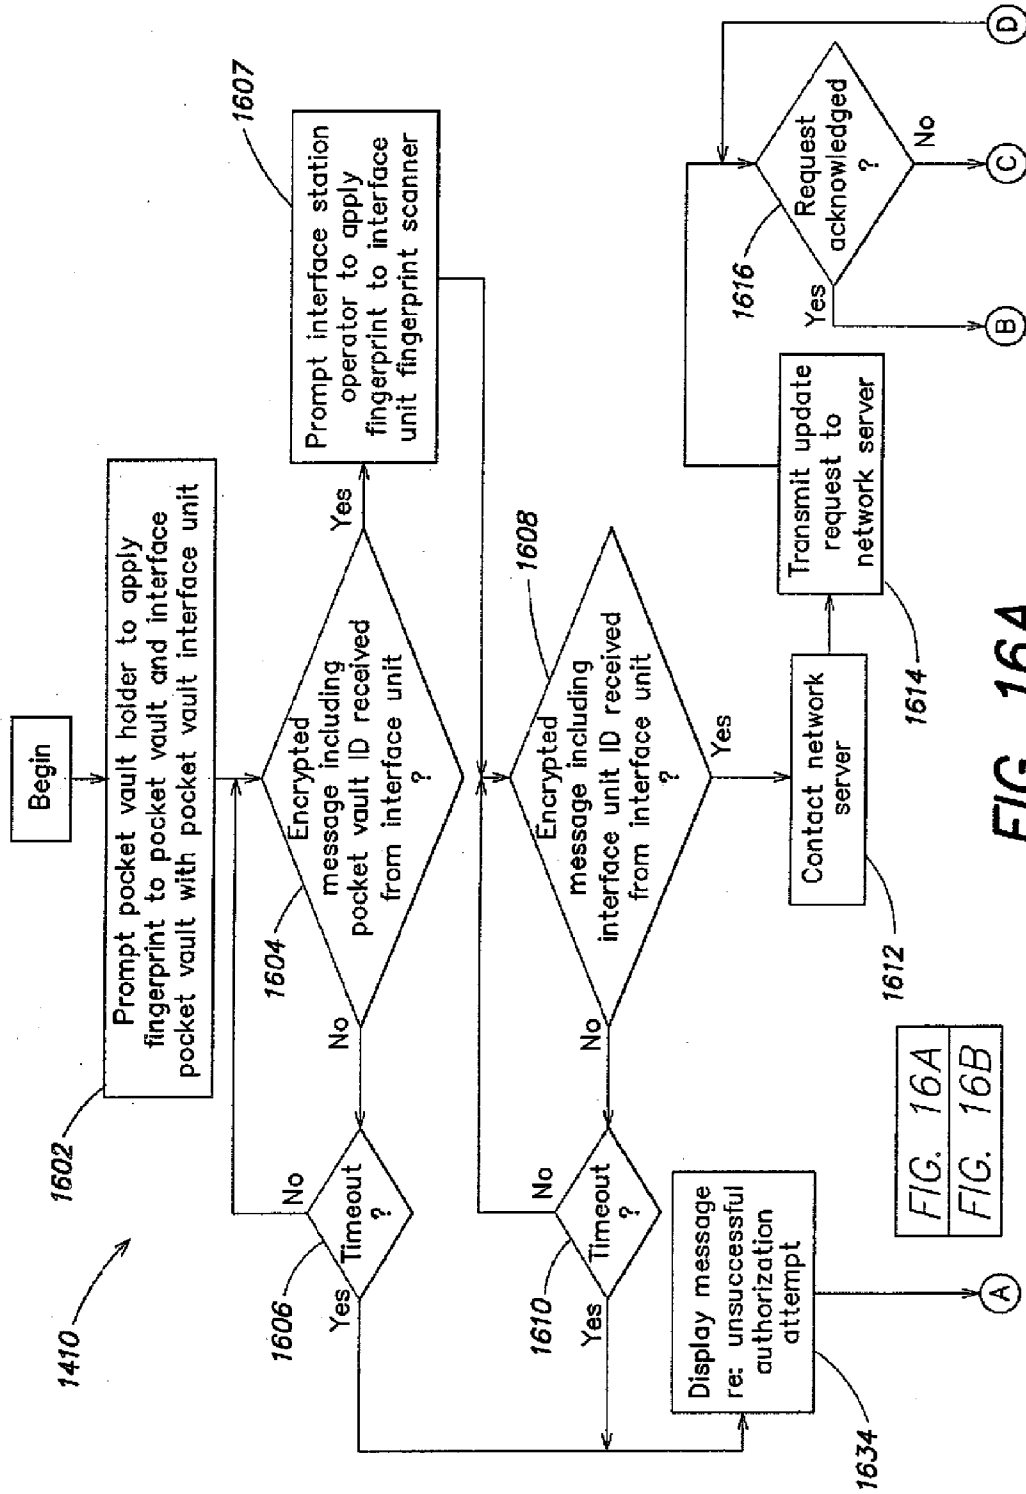 1410
Begin
1602
Prompt pocket vault holder to apply
fingerprint to pocket vault and interface
pocket vault with pocket vault interface unit
1604
Encrypted
message including
pocket vault ID received
from interface unit
?
No
Yes
1606
Timeout
?
No
Yes
1607
Prompt interface station
operator to apply
fingerprint to interface
unit fingerprint scanner
1608
Encrypted
message including
interface unit ID received
from interface unit
?
No
Yes
1610
Timeout
?
No
Yes
1634
Display message
re: unsuccessful
authorization
attempt
A
1612
Contact network
server
1614
Transmit update
request to
network server
1616
Request
acknowledged
?
Yes
No
B
C
D
FIG. 16A
FIG. 16B
FIG. 16A